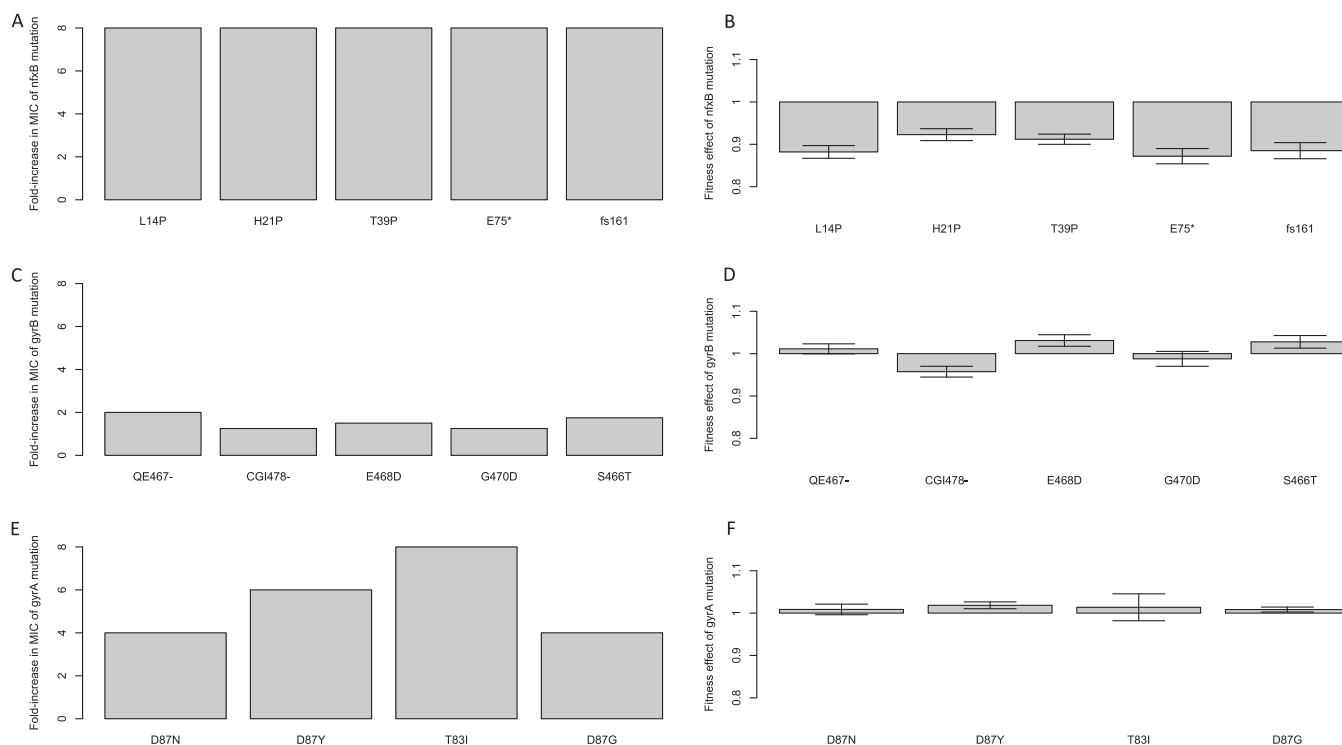 A
Fold-increase in MIC of nfxB mutation
8
6
4
2
0
L14P H21P T39P E75* fs161
B
Fitness effect of nfxB mutation
1.1
1
0.9
0.8
L14P H21P T39P E75* fs161
C
Fold-increase in MIC of gyrB mutation
8
6
4
2
0
QE467- CGI478- E468D G470D S466T
D
Fitness effect of gyrB mutation
1.1
1
0.9
0.8
QE467- CGI478- E468D G470D S466T
E
Fold-increase in MIC of gyrA mutation
8
6
4
2
0
D87N D87Y T83I D87G
F
Fitness effect of gyrA mutation
1.1
1
0.9
0.8
D87N D87Y T83I D87G